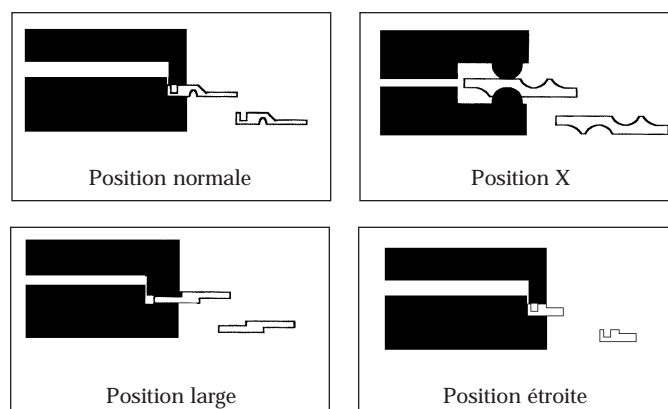 Position normale
Position X
Position large
Position étroite